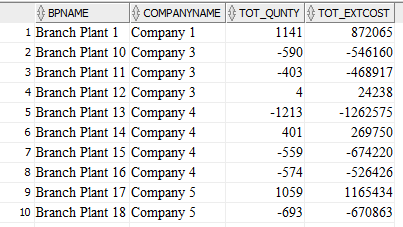 BPNAME COMPANYNAME TOT_QUNTY TOT_EXTCOST
1 Branch Plant 1 Company 1 1141 872065
2 Branch Plant 10 Company 3 -590 -546160
3 Branch Plant 11 Company 3 -403 -468917
4 Branch Plant 12 Company 3 4 24238
5 Branch Plant 13 Company 4 -1213 -1262575
6 Branch Plant 14 Company 4 401 269750
7 Branch Plant 15 Company 4 -559 -674220
8 Branch Plant 16 Company 4 -574 -526426
9 Branch Plant 17 Company 5 1059 1165434
10 Branch Plant 18 Company 5 -693 -670863